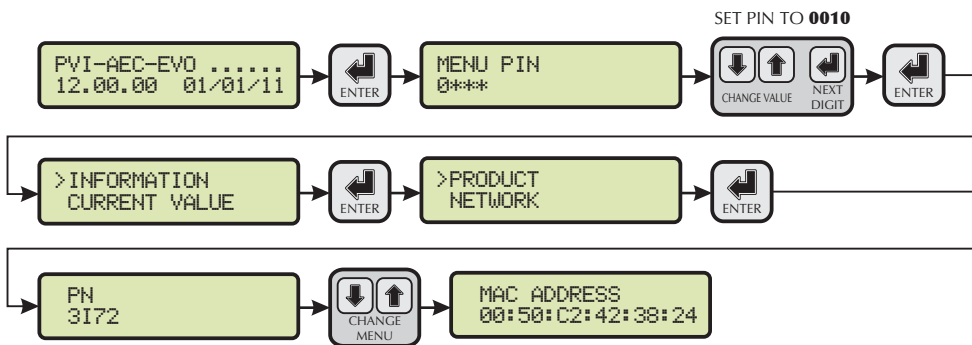 SET PIN TO 0010
PVI-AEC-EVO ......
12.00.00 01/01/11
ENTER
MENU PIN
0***
CHANGE VALUE
NEXT
DIGIT
ENTER
>INFORMATION
CURRENT VALUE
ENTER
>PRODUCT
NETWORK
ENTER
PN
3I72
CHANGE
MENU
MAC ADDRESS
00:50:C2:42:38:24